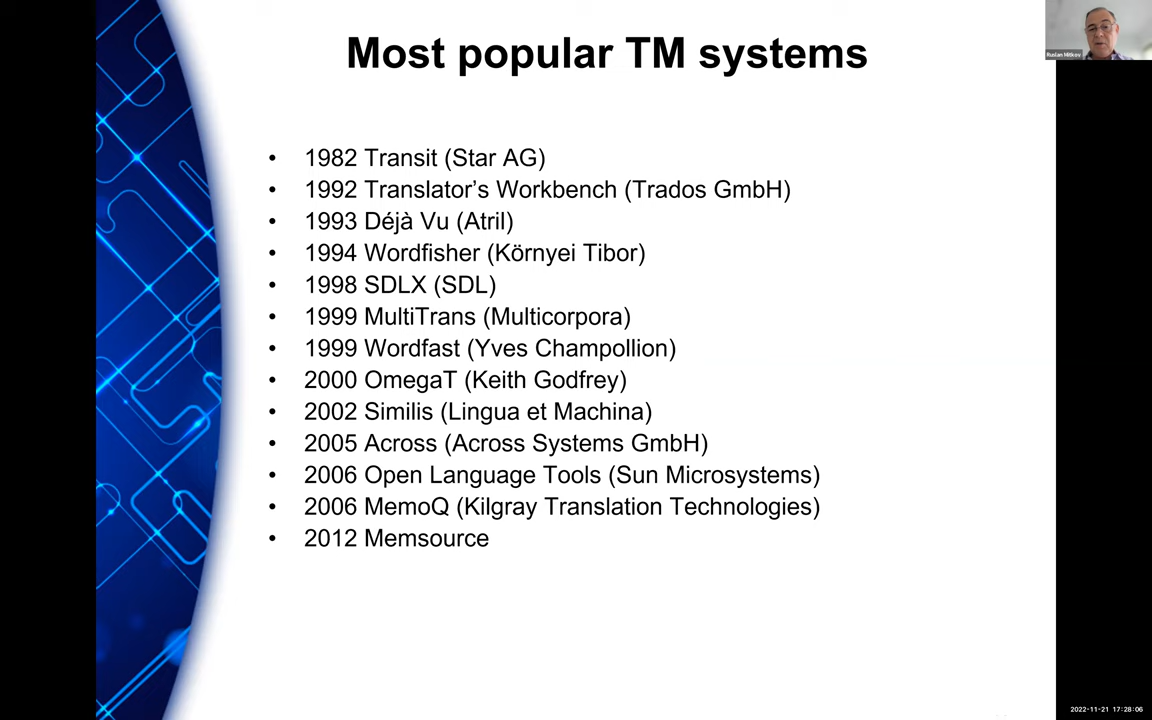 Most popular TM systems
Ruslan Mitkov
• 1982 Transit (Star AG)
• 1992 Translator’s Workbench (Trados GmbH)
• 1993 Déjà Vu (Atril)
• 1994 Wordfisher (Környei Tibor)
• 1998 SDLX (SDL)
• 1999 MultiTrans (Multicorpora)
• 1999 Wordfast (Yves Champollion)
• 2000 OmegaT (Keith Godfrey)
• 2002 Similis (Lingua et Machina)
• 2005 Across (Across Systems GmbH)
• 2006 Open Language Tools (Sun Microsystems)
• 2006 MemoQ (Kilgray Translation Technologies)
• 2012 Memsource
2022-11-21 17:28:06